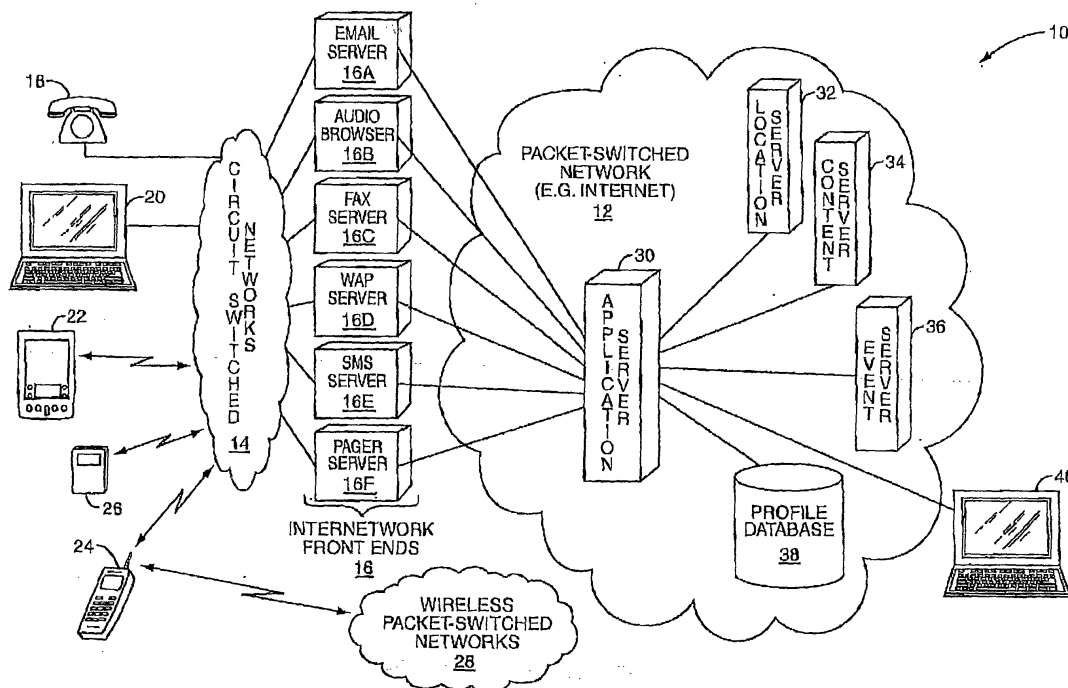 10
18
20
22
26
24
CIRCUIT SWITCHED
NETWORKS
14
EMAIL
SERVER
16A
AUDIO
BROWSER
16B
FAX
SERVER
16C
WAP
SERVER
16D
SMS
SERVER
16E
PAGER
SERVER
16F
INTERNETWORK
FRONT ENDS
16
WIRELESS
PACKET-SWITCHED
NETWORKS
28
PACKET-SWITCHED
NETWORK
(E.G. INTERNET)
12
30
APPLICATION
SERVER
32
LOCATION
SERVER
34
CONTENT
SERVER
36
EVENT
SERVER
PROFILE
DATABASE
38
40